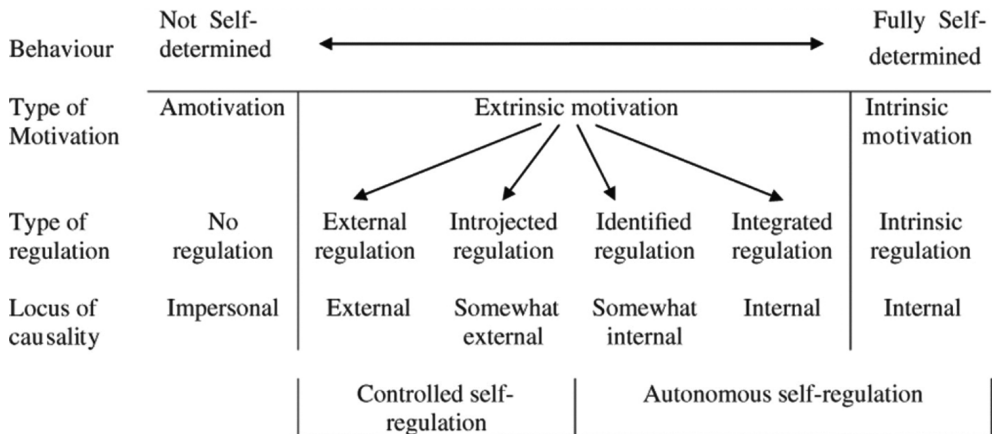 Behaviour
Not Self-
determined
Fully Self-
determined
Type of
Motivation
Amotivation
Extrinsic motivation
Intrinsic
motivation
Type of
regulation
No
regulation
External
regulation
Introjected
regulation
Identified
regulation
Integrated
regulation
Intrinsic
regulation
Locus of
causality
Impersonal
External
Somewhat
external
Somewhat
internal
Internal
Internal
Controlled self-
regulation
Autonomous self-regulation